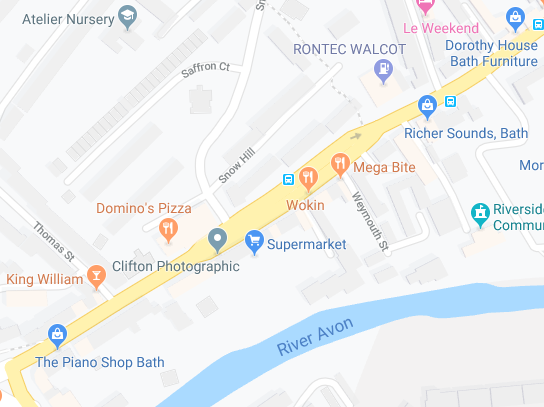 Le Weekend
Atelier Nursery
Dorothy House
Bath Furniture
RONTEC WALCOT
Saffron Ct
Richer Sounds, Bath
Snow Hill
Mega Bite
Mor
Wokin
Weymouth St
Domino's Pizza
Riverside
Commu
Thomas St
Supermarket
Clifton Photographic
King William
River Avon
The Piano Shop Bath